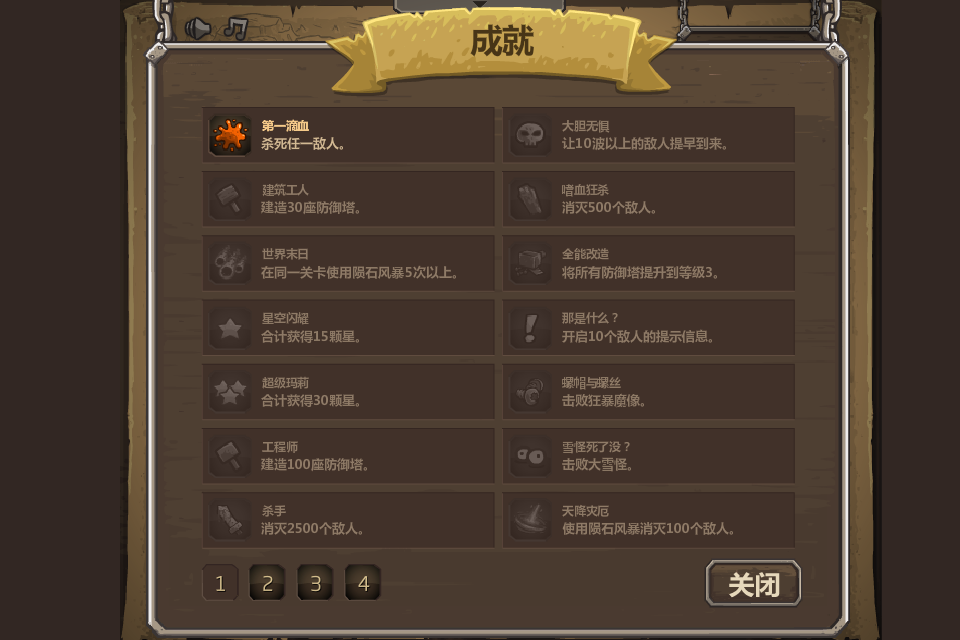 成就
第一滴血
杀死任一敌人。
大胆无惧
让10波以上的敌人提早到来。
建筑工人
建造30座防御塔。
嗜血狂杀
消灭500个敌人。
世界末日
在同一关卡使用陨石风暴5次以上。
全能改造
将所有防御塔提升到等级3。
星空闪耀
合计获得15颗星。
那是什么？
开启10个敌人的提示信息。
超级玛莉
合计获得30颗星。
螺帽与螺丝
击败狂暴魔像。
工程师
建造100座防御塔。
雪怪死了没？
击败大雪怪。
杀手
消灭2500个敌人。
天降灾厄
使用陨石风暴消灭100个敌人。
1 2 3 4
关闭